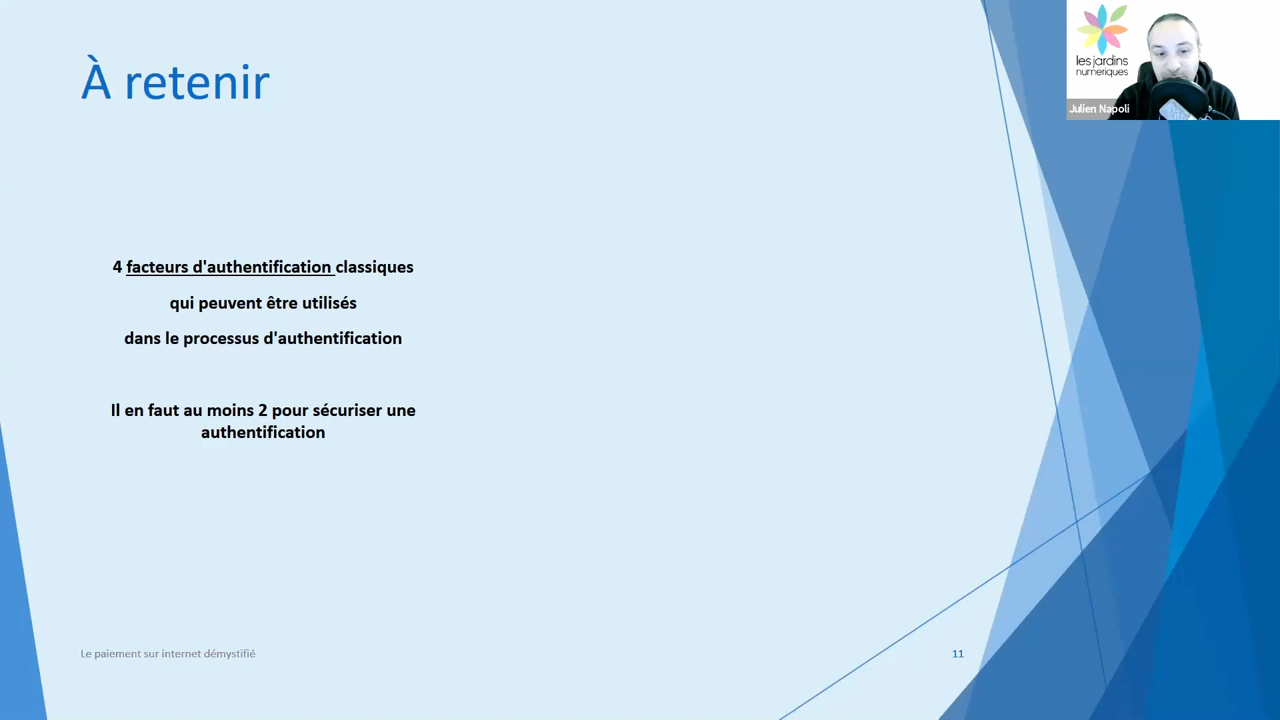 À retenir
les jardins
numeriques
Julien Napoli
4 facteurs d'authentification classiques
qui peuvent être utilisés
dans le processus d'authentification
Il en faut au moins 2 pour sécuriser une
authentification
Le paiement sur internet démystifié
11